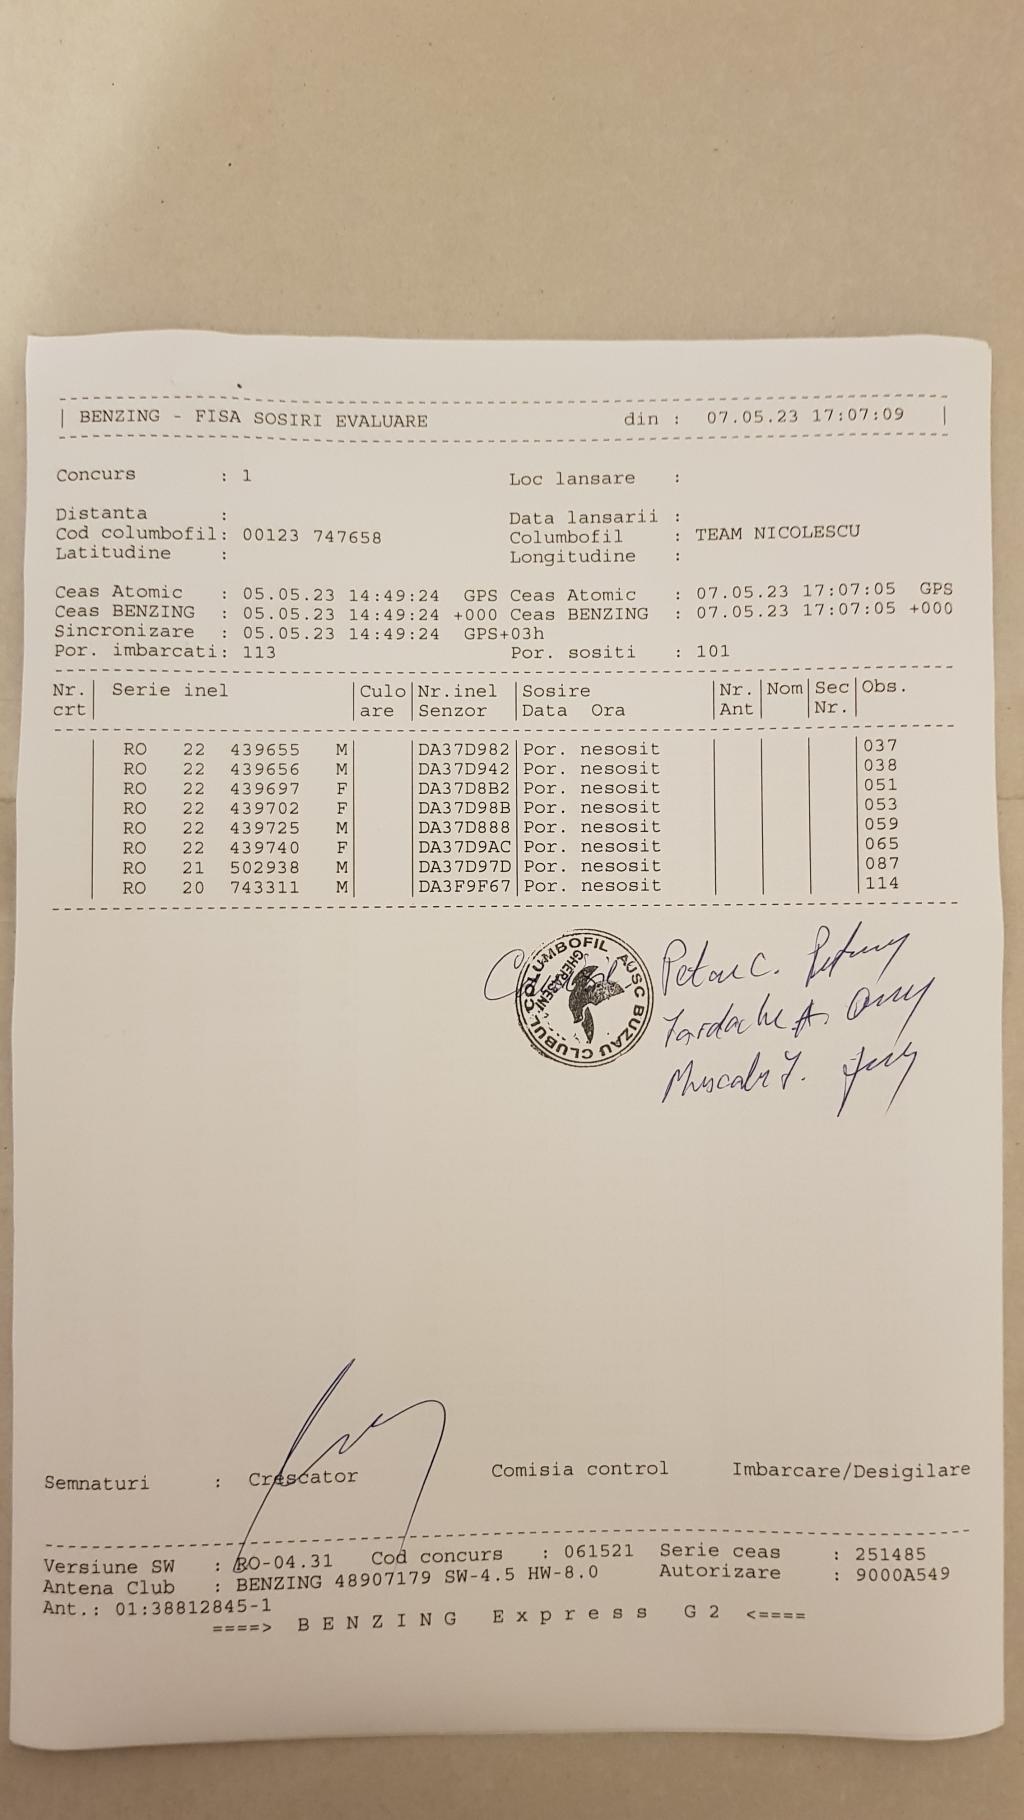 | BENZING - FISA SOSIRI EVALUARE din : 07.05.23 17:07:09 |
Concurs : 1 Loc lansare :
Distanta : Data lansarii :
Cod columbofil: 00123 747658 Columbofil : TEAM NICOLESCU
Latitudine : Longitudine :
Ceas Atomic : 05.05.23 14:49:24 GPS Ceas Atomic : 07.05.23 17:07:05 GPS
Ceas BENZING : 05.05.23 14:49:24 +000 Ceas BENZING : 07.05.23 17:07:05 +000
Sincronizare : 05.05.23 14:49:24 GPS+03h
Por. imbarcati: 113 Por. sositi : 101
Nr.| Serie inel |Culo|Nr.inel |Sosire |Nr. |Nom|Sec|Obs.
crt| |are |Senzor |Data Ora |Ant | |Nr.|
RO 22 439655 M| |DA37D982|Por. nesosit | | | |037
RO 22 439656 M| |DA37D942|Por. nesosit | | | |038
RO 22 439697 F| |DA37D8B2|Por. nesosit | | | |051
RO 22 439702 F| |DA37D98B|Por. nesosit | | | |053
RO 22 439725 M| |DA37D888|Por. nesosit | | | |059
RO 22 439740 F| |DA37D9AC|Por. nesosit | | | |065
RO 21 502938 M| |DA37D97D|Por. nesosit | | | |087
RO 20 743311 M| |DA3F9F67|Por. nesosit | | | |114
CLUBUL COLUMBOFIL AUSC BUZAU
GHERASENI
Semnaturi : Crescator Comisia control Imbarcare/Desigilare
Versiune SW : RO-04.31 Cod concurs : 061521 Serie ceas : 251485
Antena Club : BENZING 48907179 SW-4.5 HW-8.0 Autorizare : 9000A549
Ant.: 01:38812845-1
====> B E N Z I N G E x p r e s s G 2 <====